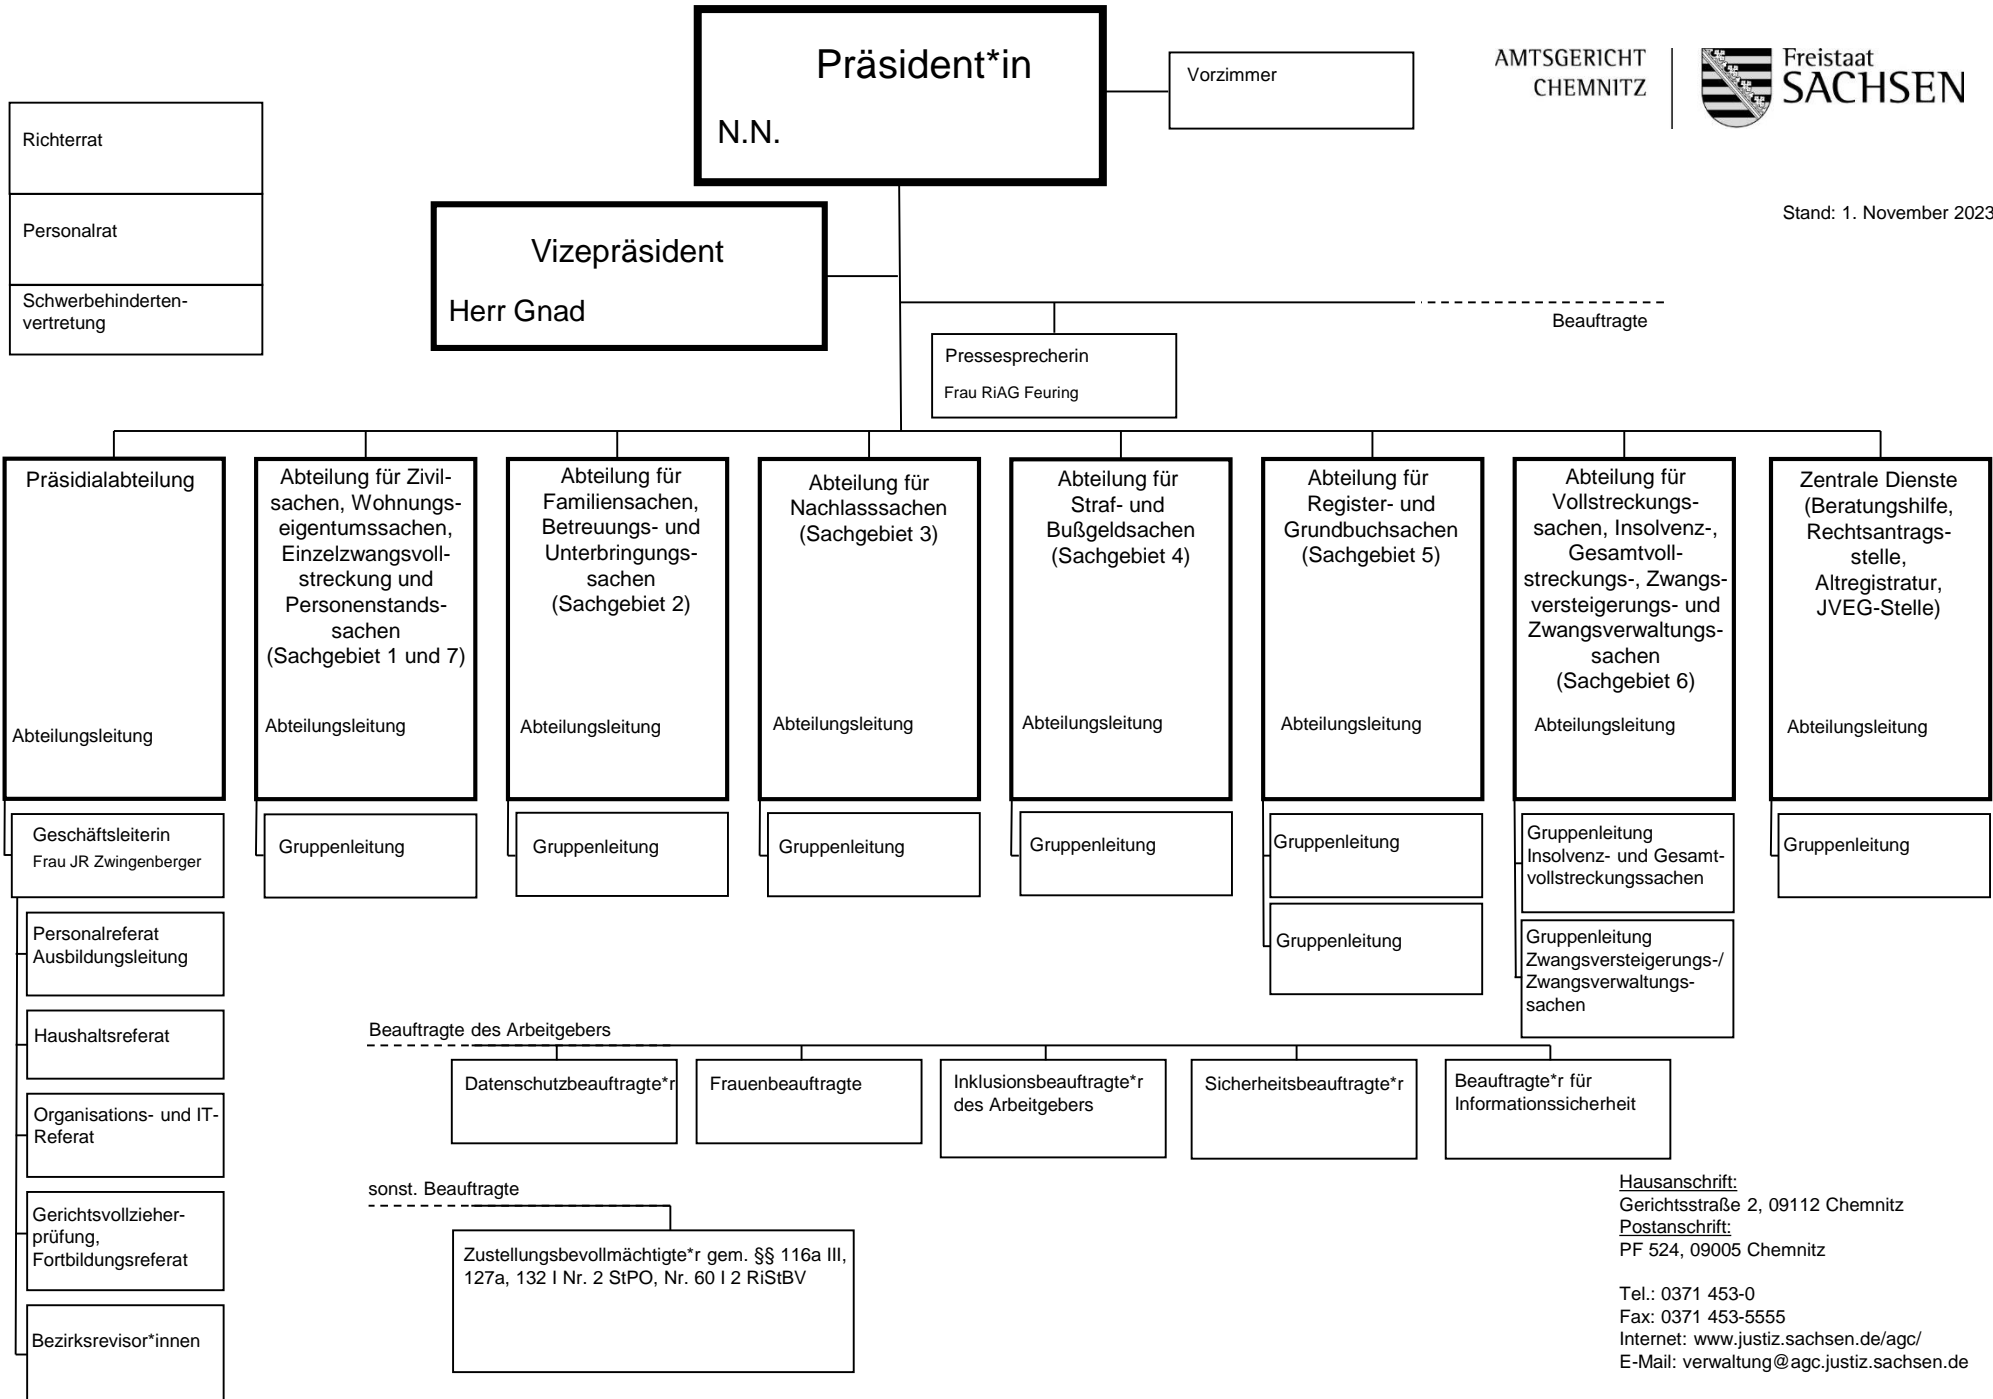 Präsident*in
N.N.
Vorzimmer
AMTSGERICHT
CHEMNITZ
Freistaat
SACHSEN
Stand: 1. November 2023
Richterrat
Personalrat
Schwerbehinderten-
vertretung
Vizepräsident
Herr Gnad
Beauftragte
Pressesprecherin
Frau RiAG Feuring
Präsidialabteilung
Abteilungsleitung
Abteilung für Zivil-
sachen, Wohnungs-
eigentumssachen,
Einzelzwangsvoll-
streckung und
Personenstands-
sachen
(Sachgebiet 1 und 7)
Abteilungsleitung
Abteilung für
Familiensachen,
Betreuungs- und
Unterbringungs-
sachen
(Sachgebiet 2)
Abteilungsleitung
Abteilung für
Nachlasssachen
(Sachgebiet 3)
Abteilungsleitung
Abteilung für
Straf- und
Bußgeldsachen
(Sachgebiet 4)
Abteilungsleitung
Abteilung für
Register- und
Grundbuchsachen
(Sachgebiet 5)
Abteilungsleitung
Abteilung für
Vollstreckungs-
sachen, Insolvenz-,
Gesamtvoll-
streckungs-, Zwangs-
versteigerungs- und
Zwangsverwaltungs-
sachen
(Sachgebiet 6)
Abteilungsleitung
Zentrale Dienste
(Beratungshilfe,
Rechtsantrags-
stelle,
Altregistratur,
JVEG-Stelle)
Abteilungsleitung
Geschäftsleiterin
Frau JR Zwingenberger
Gruppenleitung
Gruppenleitung
Gruppenleitung
Gruppenleitung
Gruppenleitung
Gruppenleitung
Insolvenz- und Gesamt-
vollstreckungssachen
Gruppenleitung
Personalreferat
Ausbildungsleitung
Gruppenleitung
Gruppenleitung
Zwangsversteigerungs-/
Zwangsverwaltungs-
sachen
Haushaltsreferat
Organisations- und IT-
Referat
Gerichtsvollzieher-
prüfung,
Fortbildungsreferat
Bezirksrevisor*innen
Beauftragte des Arbeitgebers
Datenschutzbeauftragte*r
Frauenbeauftragte
Inklusionsbeauftragte*r
des Arbeitgebers
Sicherheitsbeauftragte*r
Beauftragte*r für
Informationssicherheit
sonst. Beauftragte
Zustellungsbevollmächtigte*r gem. §§ 116a III,
127a, 132 I Nr. 2 StPO, Nr. 60 I 2 RiStBV
Hausanschrift:
Gerichtsstraße 2, 09112 Chemnitz
Postanschrift:
PF 524, 09005 Chemnitz
Tel.: 0371 453-0
Fax: 0371 453-5555
Internet: www.justiz.sachsen.de/agc/
E-Mail: verwaltung@agc.justiz.sachsen.de